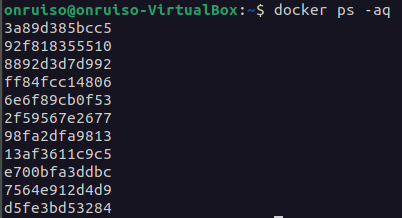 onruiso@onruiso-VirtualBox:~$ docker ps -aq
3a89d385bcc5
92f818355510
8892d3d7d992
ff84fcc14806
6e6f89cb0f53
2f59567e2677
98fa2dfa9813
13af3611c9c5
e700bfa3ddbc
7564e912d4d9
d5fe3bd53284